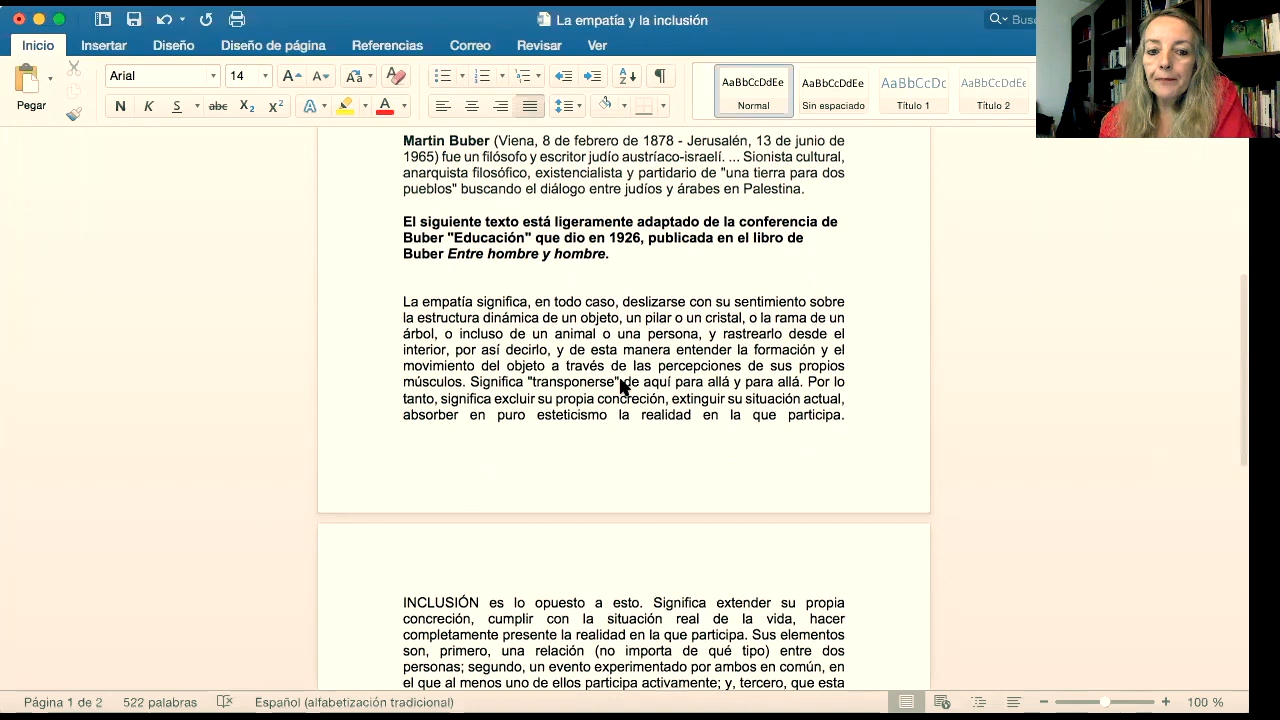 La empatía y la inclusión
Bus
Inicio Insertar Diseño Diseño de página Referencias Correo Revisar Ver
Pegar
Arial 14
N K S abc X₂ X²
AaBbCcDdEe AaBbCcDdEe AaBbCcDc AaBbCcDdEe
Normal Sin espaciado Título 1 Título 2
Martin Buber (Viena, 8 de febrero de 1878 - Jerusalén, 13 de junio de
1965) fue un filósofo y escritor judío austríaco-israelí. ... Sionista cultural,
anarquista filosófico, existencialista y partidario de "una tierra para dos
pueblos" buscando el diálogo entre judíos y árabes en Palestina.
El siguiente texto está ligeramente adaptado de la conferencia de
Buber "Educación" que dio en 1926, publicada en el libro de
Buber Entre hombre y hombre.
La empatía significa, en todo caso, deslizarse con su sentimiento sobre
la estructura dinámica de un objeto, un pilar o un cristal, o la rama de un
árbol, o incluso de un animal o una persona, y rastrearlo desde el
interior, por así decirlo, y de esta manera entender la formación y el
movimiento del objeto a través de las percepciones de sus propios
músculos. Significa "transponerse" de aquí para allá y para allá. Por lo
tanto, significa excluir su propia concreción, extinguir su situación actual,
absorber en puro esteticismo la realidad en la que participa.
INCLUSIÓN es lo opuesto a esto. Significa extender su propia
concreción, cumplir con la situación real de la vida, hacer
completamente presente la realidad en la que participa. Sus elementos
son, primero, una relación (no importa de qué tipo) entre dos
personas; segundo, un evento experimentado por ambos en común, en
el que al menos uno de ellos participa activamente; y, tercero, que esta
Página 1 de 2 522 palabras Español (alfabetización tradicional) 100 %